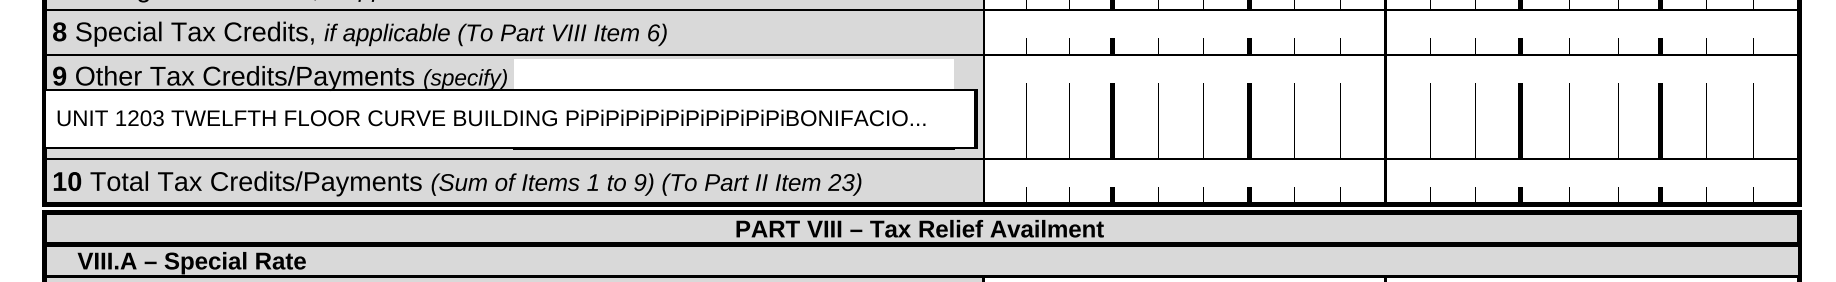 8 Special Tax Credits, if applicable (To Part VIII Item 6)
9 Other Tax Credits/Payments (specify)
UNIT 1203 TWELFTH FLOOR CURVE BUILDING PiPiPiPiPiPiPiPiPiPiPiBONIFACIO...
10 Total Tax Credits/Payments (Sum of Items 1 to 9) (To Part II Item 23)
PART VIII – Tax Relief Availment
VIII.A – Special Rate